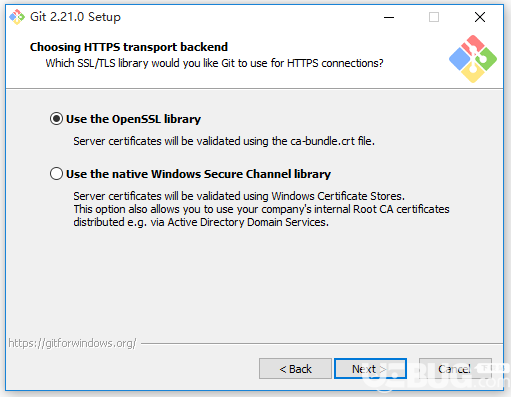 Git 2.21.0 Setup
Choosing HTTPS transport backend
Which SSL/TLS library would you like Git to use for HTTPS connections?
Use the OpenSSL library
Server certificates will be validated using the ca-bundle.crt file.
Use the native Windows Secure Channel library
Server certificates will be validated using Windows Certificate Stores.
This option also allows you to use your company's internal Root CA certificates
distributed e.g. via Active Directory Domain Services.
https://gitforwindows.org/
< Back
Next >
Cancel